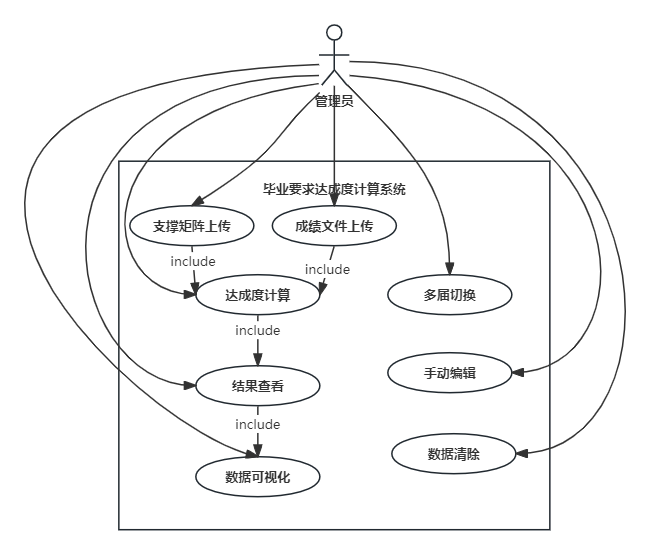 管理员
毕业要求达成度计算系统
支撑矩阵上传
成绩文件上传
include
include
达成度计算
多届切换
include
手动编辑
结果查看
include
数据清除
数据可视化